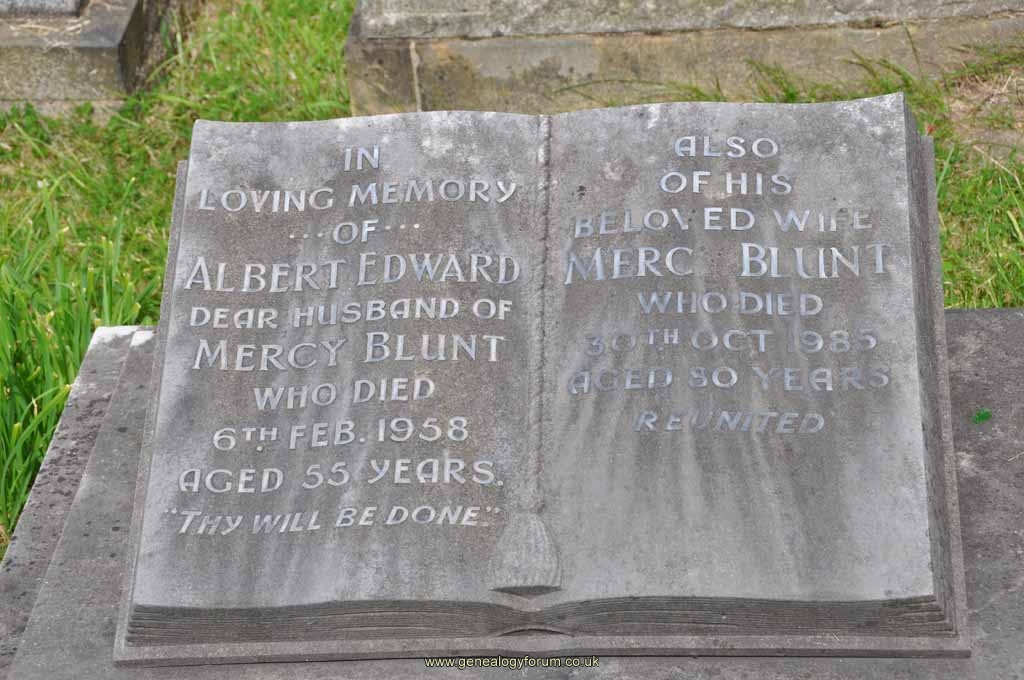 IN
LOVING MEMORY
... OF ...
ALBERT EDWARD
DEAR HUSBAND OF
MERCY BLUNT
WHO DIED
6TH FEB. 1958
AGED 55 YEARS.
"THY WILL BE DONE."
ALSO
OF HIS
BELOVED WIFE
MERC BLUNT
WHO DIED
30TH OCT 1985
AGED 80 YEARS
REUNITED
www.genealogyforum.co.uk